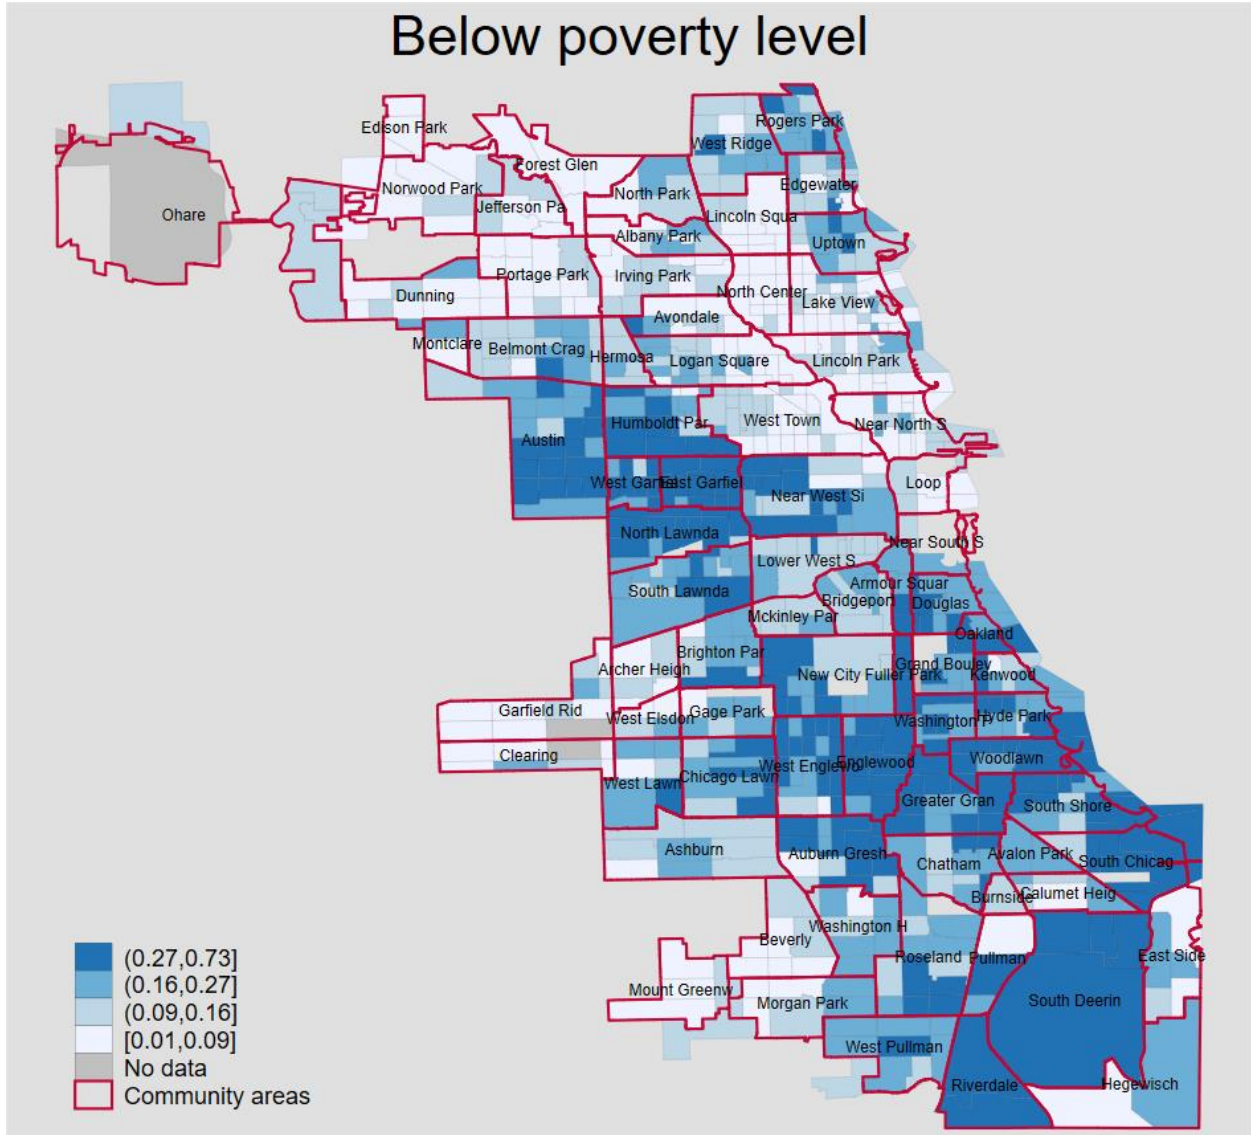 Below poverty level
Edison Park
Rogers Park
West Ridge
Forest Glen
Norwood Park
North Park
Edgewater
Ohare
Jefferson Pa
Lincoln Squa
Albany Park
Uptown
Portage Park
Irving Park
Dunning
North Center
Lake View
Avondale
Montclare
Belmont Crag
Hermosa
Logan Square
Lincoln Park
Austin
Humboldt Par
West Town
Near North S
West Garfie
East Garfiel
Near West Si
Loop
North Lawnda
Near South S
Lower West S
South Lawnda
Armour Squar
Bridgeport
Douglas
Mckinley Par
Oakland
Brighton Par
Archer Heigh
Grand Boulev
New City
Fuller Park
Kenwood
Garfield Rid
West Elsdon
Gage Park
Washington P
Hyde Park
Clearing
West Lawn
Chicago Lawn
West Englewo
Englewood
Woodlawn
Greater Gran
South Shore
Ashburn
Auburn Gresh
Chatham
Avalon Park
South Chicag
Burnside
Calumet Heig
Washington H
Beverly
Roseland
Pullman
East Side
Mount Greenw
Morgan Park
South Deerin
West Pullman
Riverdale
Hegewisch
(0.27,0.73]
(0.16,0.27]
(0.09,0.16]
[0.01,0.09]
No data
Community areas